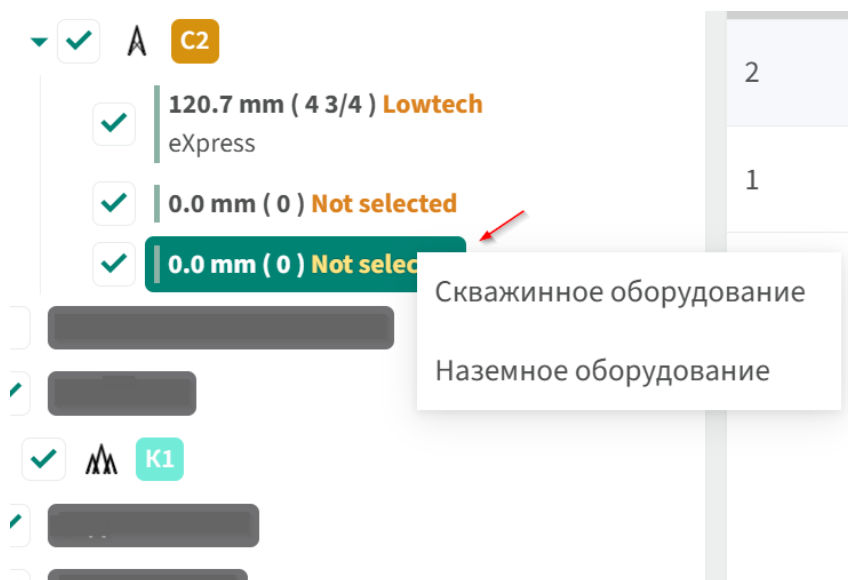 C2
120.7 mm ( 4 3/4 ) Lowtech
eXpress
0.0 mm ( 0 ) Not selected
0.0 mm ( 0 ) Not selec
Скважинное оборудование
Наземное оборудование
K1
2
1